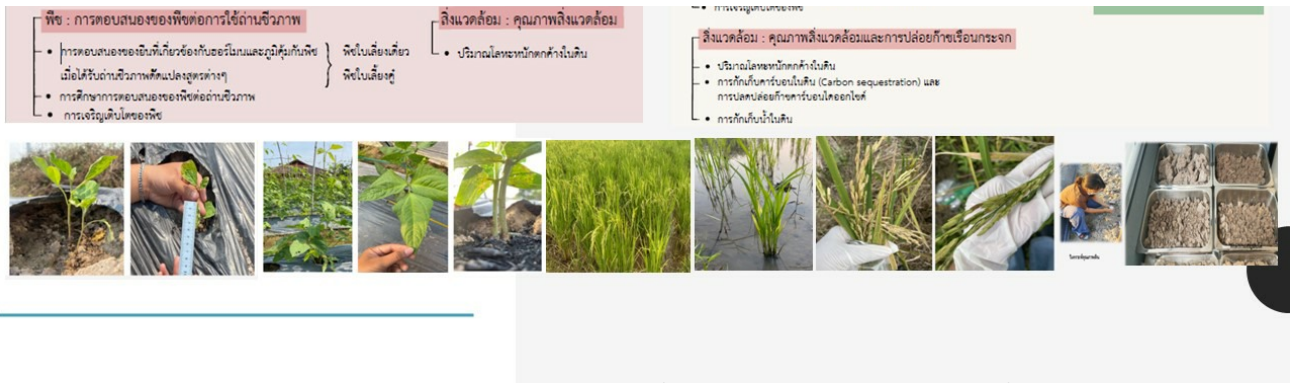 พืช : การตอบสนองของพืชต่อการใช้ถ่านชีวภาพ
• การตอบสนองของยีนที่เกี่ยวข้องกับฮอร์โมนและภูมิคุ้มกันพืช
เมื่อได้รับถ่านชีวภาพดัดแปลงสูตรต่างๆ
พืชใบเลี้ยงเดี่ยว
พืชใบเลี้ยงคู่
• การศึกษาการตอบสนองของพืชต่อถ่านชีวภาพ
• การเจริญเติบโตของพืช
สิ่งแวดล้อม : คุณภาพสิ่งแวดล้อม
• ปริมาณโลหะหนักตกค้างในดิน
• การเจริญเติบโตของพืช
สิ่งแวดล้อม : คุณภาพสิ่งแวดล้อมและการปล่อยก๊าซเรือนกระจก
• ปริมาณโลหะหนักตกค้างในดิน
• การกักเก็บคาร์บอนในดิน (Carbon sequestration) และ
การปลดปล่อยก๊าซคาร์บอนไดออกไซด์
• การกักเก็บน้ำในดิน